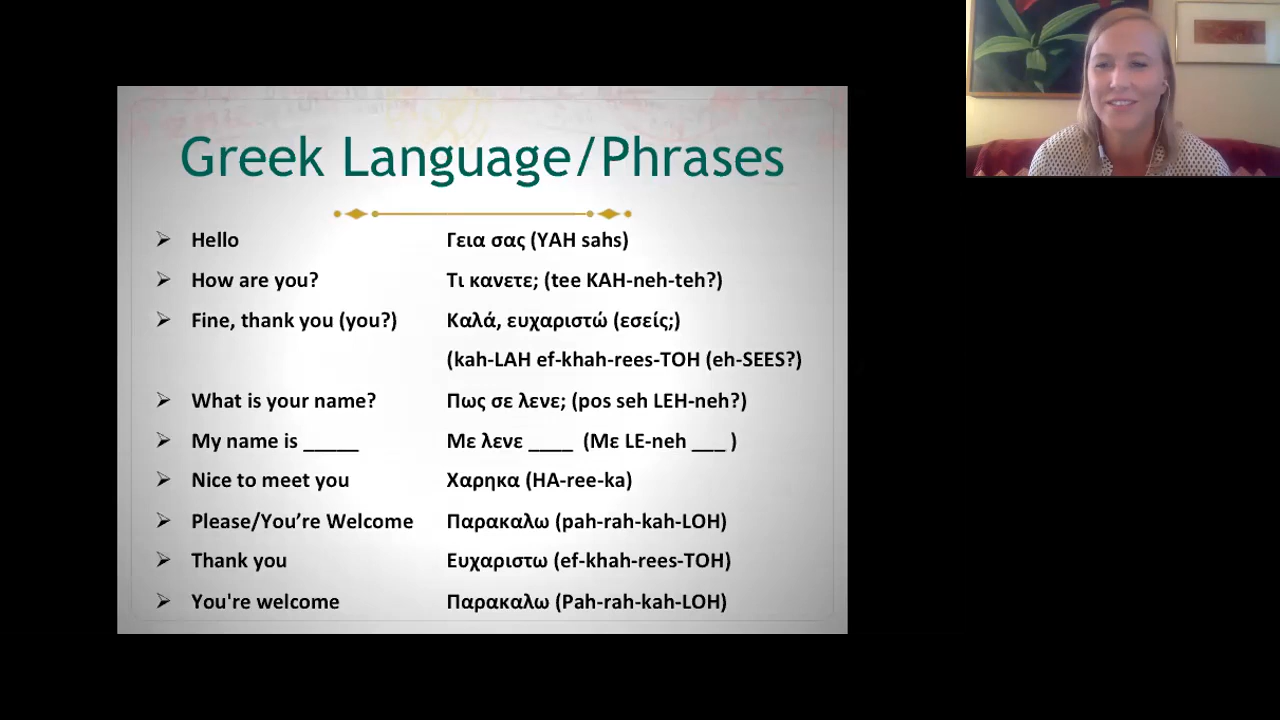 Greek Language/Phrases
Hello Γεια σας (YAH sahs)
How are you? Τι κανετε; (tee KAH-neh-teh?)
Fine, thank you (you?) Καλά, ευχαριστώ (εσείς;)
(kah-LAH ef-khah-rees-TOH (eh-SEES?)
What is your name? Πως σε λενε; (pos seh LEH-neh?)
My name is _____ Με λενε ____ (Με LE-neh ___ )
Nice to meet you Χαρηκα (HA-ree-ka)
Please/You’re Welcome Παρακαλω (pah-rah-kah-LOH)
Thank you Ευχαριστω (ef-khah-rees-TOH)
You're welcome Παρακαλω (Pah-rah-kah-LOH)